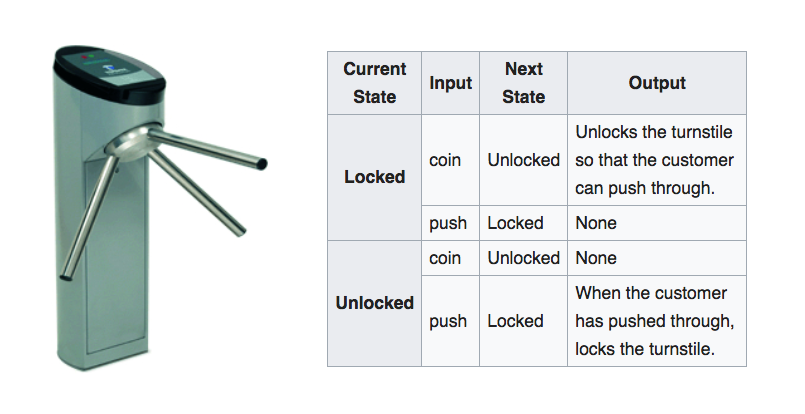 Current State
Input
Next State
Output
Locked
coin
Unlocked
Unlocks the turnstile
so that the customer
can push through.
push
Locked
None
Unlocked
coin
Unlocked
None
push
Locked
When the customer
has pushed through,
locks the turnstile.